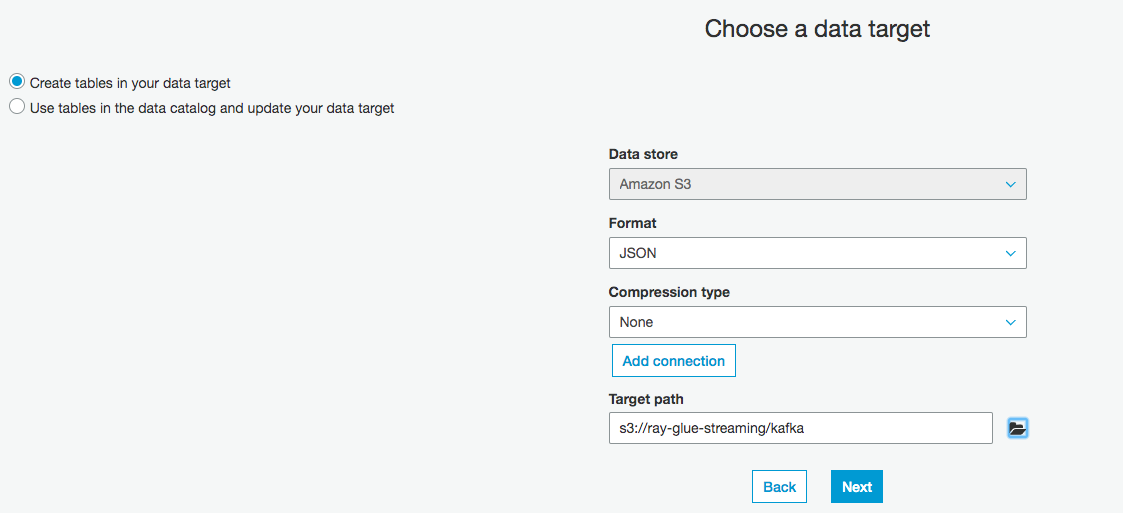 Choose a data target
Create tables in your data target
Use tables in the data catalog and update your data target
Data store
Amazon S3
Format
JSON
Compression type
None
Add connection
Target path
s3://ray-glue-streaming/kafka
Back Next